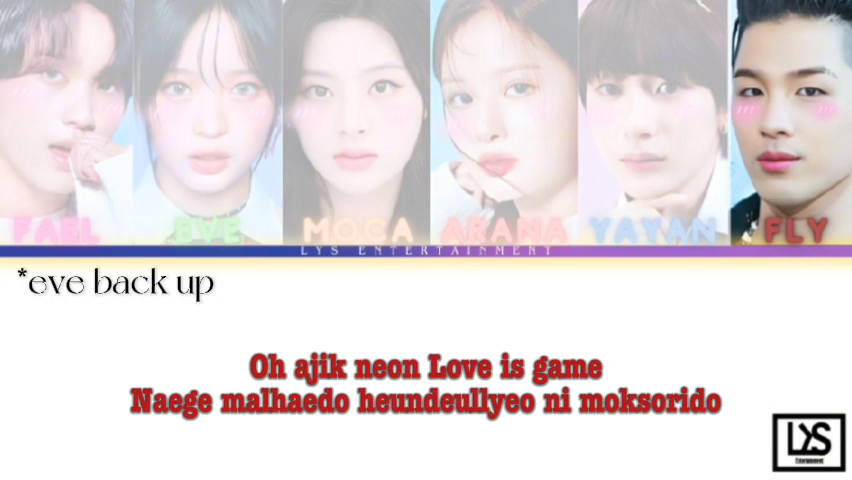 FAEL EVE MOCA ARANA YAYAN FLY
LYS ENTERTAINMENT
*eve back up
Oh ajik neon Love is game
Naege malhaedo heundeullyeo ni moksorido
LYS
Entertainment